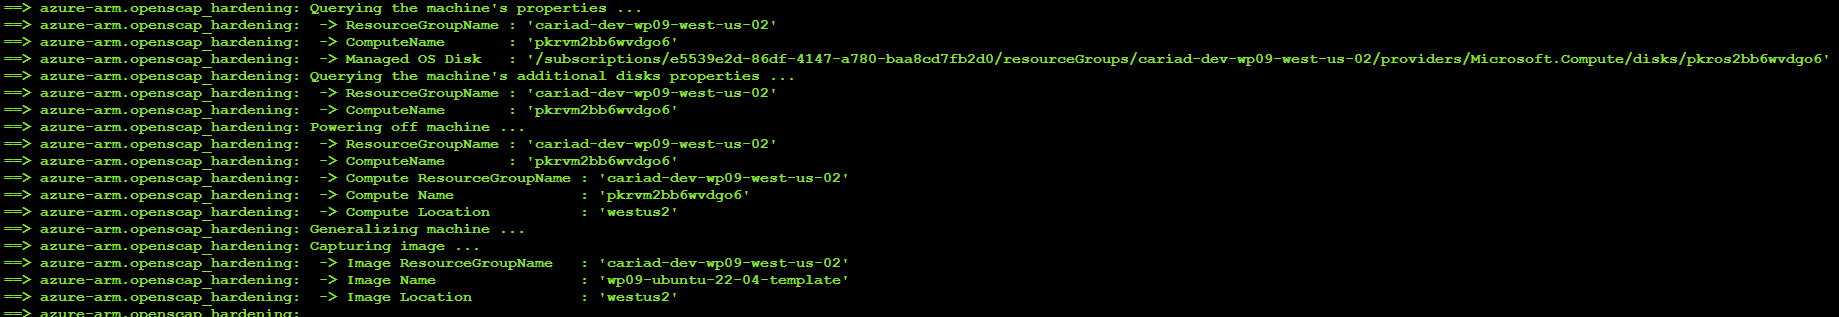 ==> azure-arm.openscap_hardening: Querying the machine's properties ...
==> azure-arm.openscap_hardening:  -> ResourceGroupName : 'cariad-dev-wp09-west-us-02'
==> azure-arm.openscap_hardening:  -> ComputeName       : 'pkrvm2bb6wvdgo6'
==> azure-arm.openscap_hardening:  -> Managed OS Disk   : '/subscriptions/e5539e2d-86df-4147-a780-baa8cd7fb2d0/resourceGroups/cariad-dev-wp09-west-us-02/providers/Microsoft.Compute/disks/pkros2bb6wvdgo6'
==> azure-arm.openscap_hardening: Querying the machine's additional disks properties ...
==> azure-arm.openscap_hardening:  -> ResourceGroupName : 'cariad-dev-wp09-west-us-02'
==> azure-arm.openscap_hardening:  -> ComputeName       : 'pkrvm2bb6wvdgo6'
==> azure-arm.openscap_hardening: Powering off machine ...
==> azure-arm.openscap_hardening:  -> ResourceGroupName : 'cariad-dev-wp09-west-us-02'
==> azure-arm.openscap_hardening:  -> ComputeName       : 'pkrvm2bb6wvdgo6'
==> azure-arm.openscap_hardening:  -> Compute ResourceGroupName : 'cariad-dev-wp09-west-us-02'
==> azure-arm.openscap_hardening:  -> Compute Name              : 'pkrvm2bb6wvdgo6'
==> azure-arm.openscap_hardening:  -> Compute Location          : 'westus2'
==> azure-arm.openscap_hardening: Generalizing machine ...
==> azure-arm.openscap_hardening: Capturing image ...
==> azure-arm.openscap_hardening:  -> Image ResourceGroupName   : 'cariad-dev-wp09-west-us-02'
==> azure-arm.openscap_hardening:  -> Image Name                : 'wp09-ubuntu-22-04-template'
==> azure-arm.openscap_hardening:  -> Image Location            : 'westus2'
==> azure-arm.openscap_hardening: